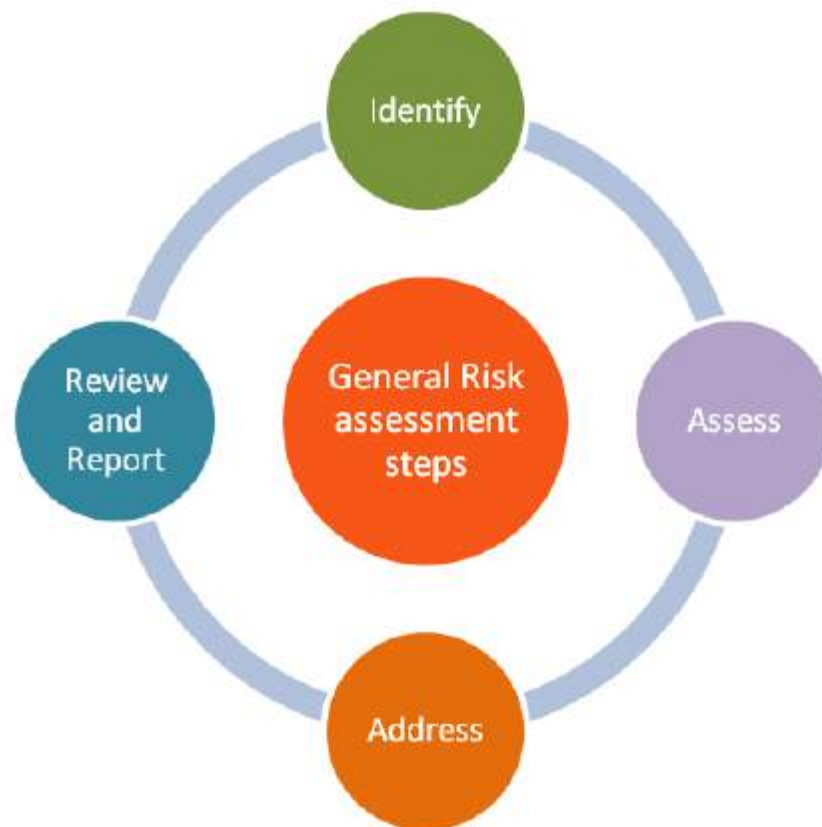 Identify
Review
and
Report
General Risk
assessment
steps
Assess
Address